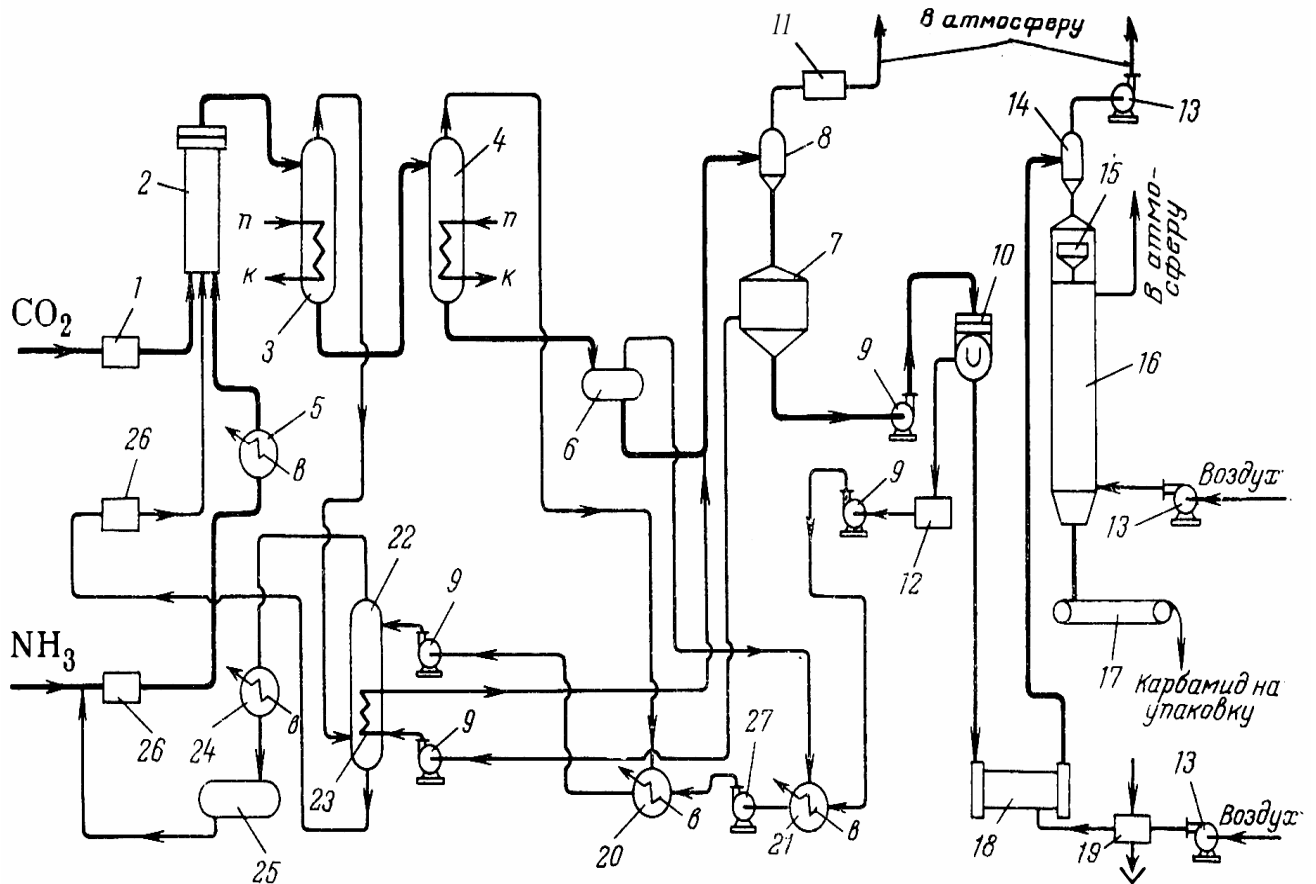 В атмосферу
11
13
14
8
4
2
15
п
п
В атмо-
сферу
7
10
к
к
1
CO₂
3
9
16
5
6
26
в
9
Воздух
13
22
12
9
NH₃
17
Карбамид на
упаковку
26
24
в
9
27
23
13
25
20
в
21
в
18
19
Воздух